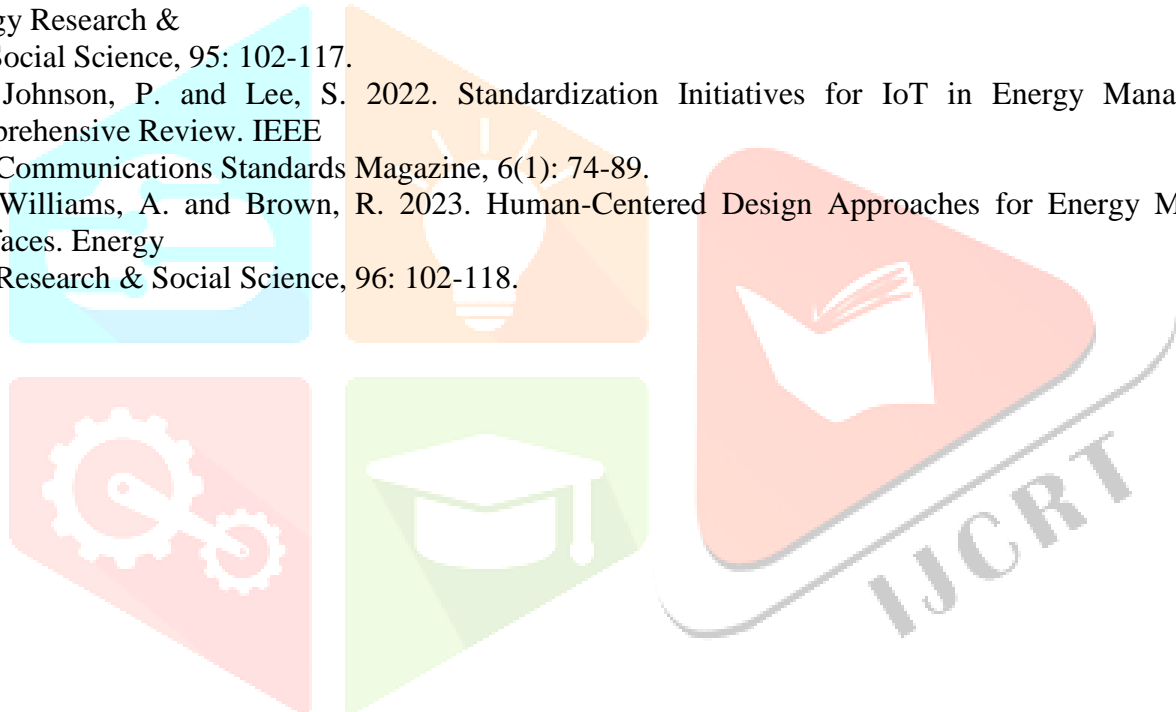 gy Research &
Social Science, 95: 102-117.
Johnson, P. and Lee, S. 2022. Standardization Initiatives for IoT in Energy Mana
prehensive Review. IEEE
Communications Standards Magazine, 6(1): 74-89.
Williams, A. and Brown, R. 2023. Human-Centered Design Approaches for Energy M
faces. Energy
Research & Social Science, 96: 102-118.
IJCRT